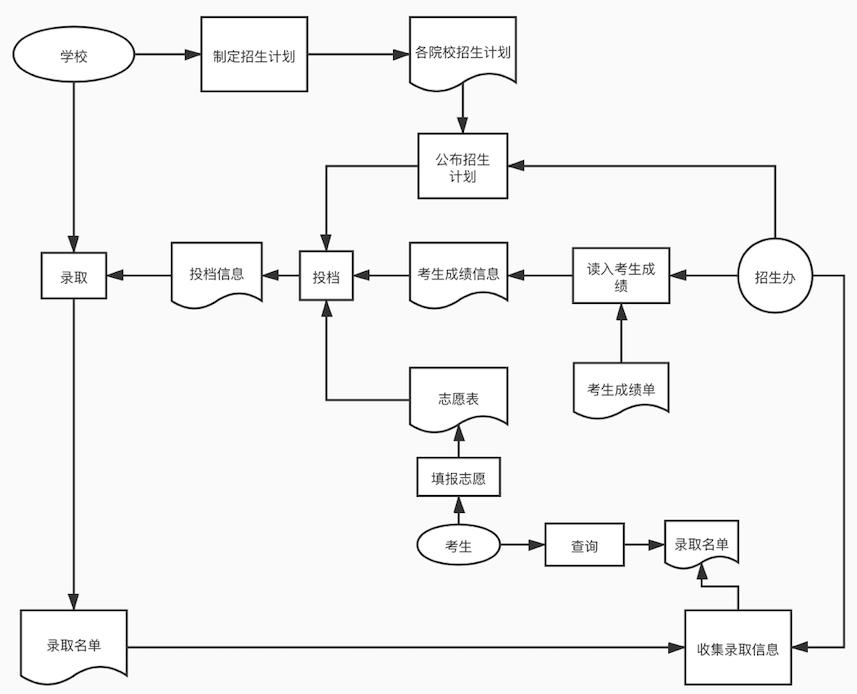 学校
制定招生计划
各院校招生计划
公布招生
计划
录取
投档信息
投档
考生成绩信息
读入考生成
绩
招生办
志愿表
考生成绩单
填报志愿
考生
查询
录取名单
录取名单
收集录取信息